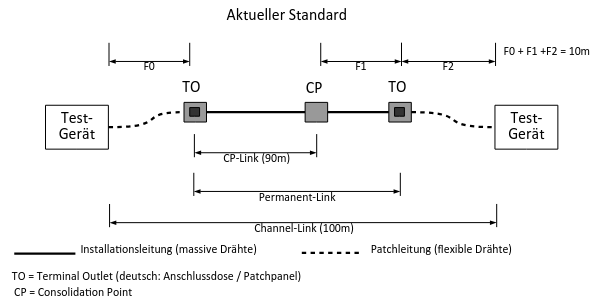 Aktueller Standard
F0
F1
F2
F0 + F1 +F2 = 10m
TO
CP
TO
Test-
Gerät
Test-
Gerät
CP-Link (90m)
Permanent-Link
Channel-Link (100m)
Installationsleitung (massive Drähte)
Patchleitung (flexible Drähte)
TO = Terminal Outlet (deutsch: Anschlussdose / Patchpanel)
CP = Consolidation Point